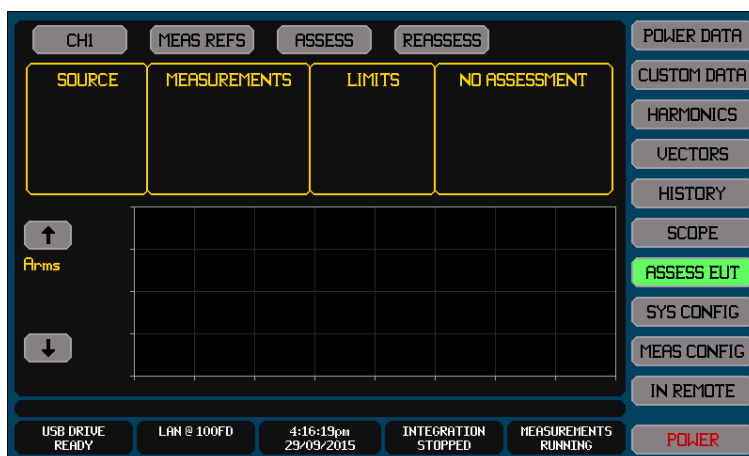 CH1 MEAS REFS ASSESS REASSESS
SOURCE MEASUREMENTS LIMITS NO ASSESSMENT
Arms
POWER DATA
CUSTOM DATA
HARMONICS
VECTORS
HISTORY
SCOPE
ASSESS EUT
SYS CONFIG
MEAS CONFIG
IN REMOTE
POWER
USB DRIVE
READY
LAN @ 100FD
4:16:19pm
29/09/2015
INTEGRATION
STOPPED
MEASUREMENTS
RUNNING